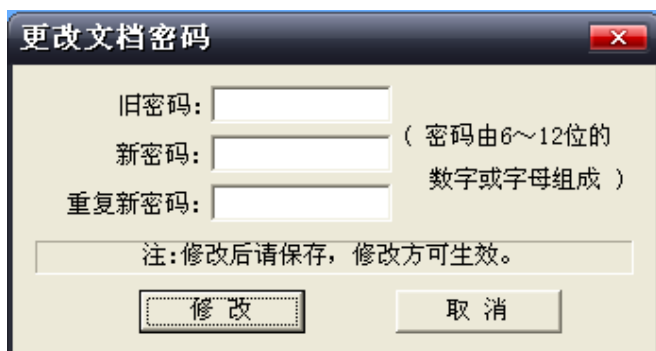 更改文档密码
旧密码:
新密码:
重复新密码:
( 密码由6～12位的
数字或字母组成 )
注:修改后请保存，修改方可生效。
修 改
取 消